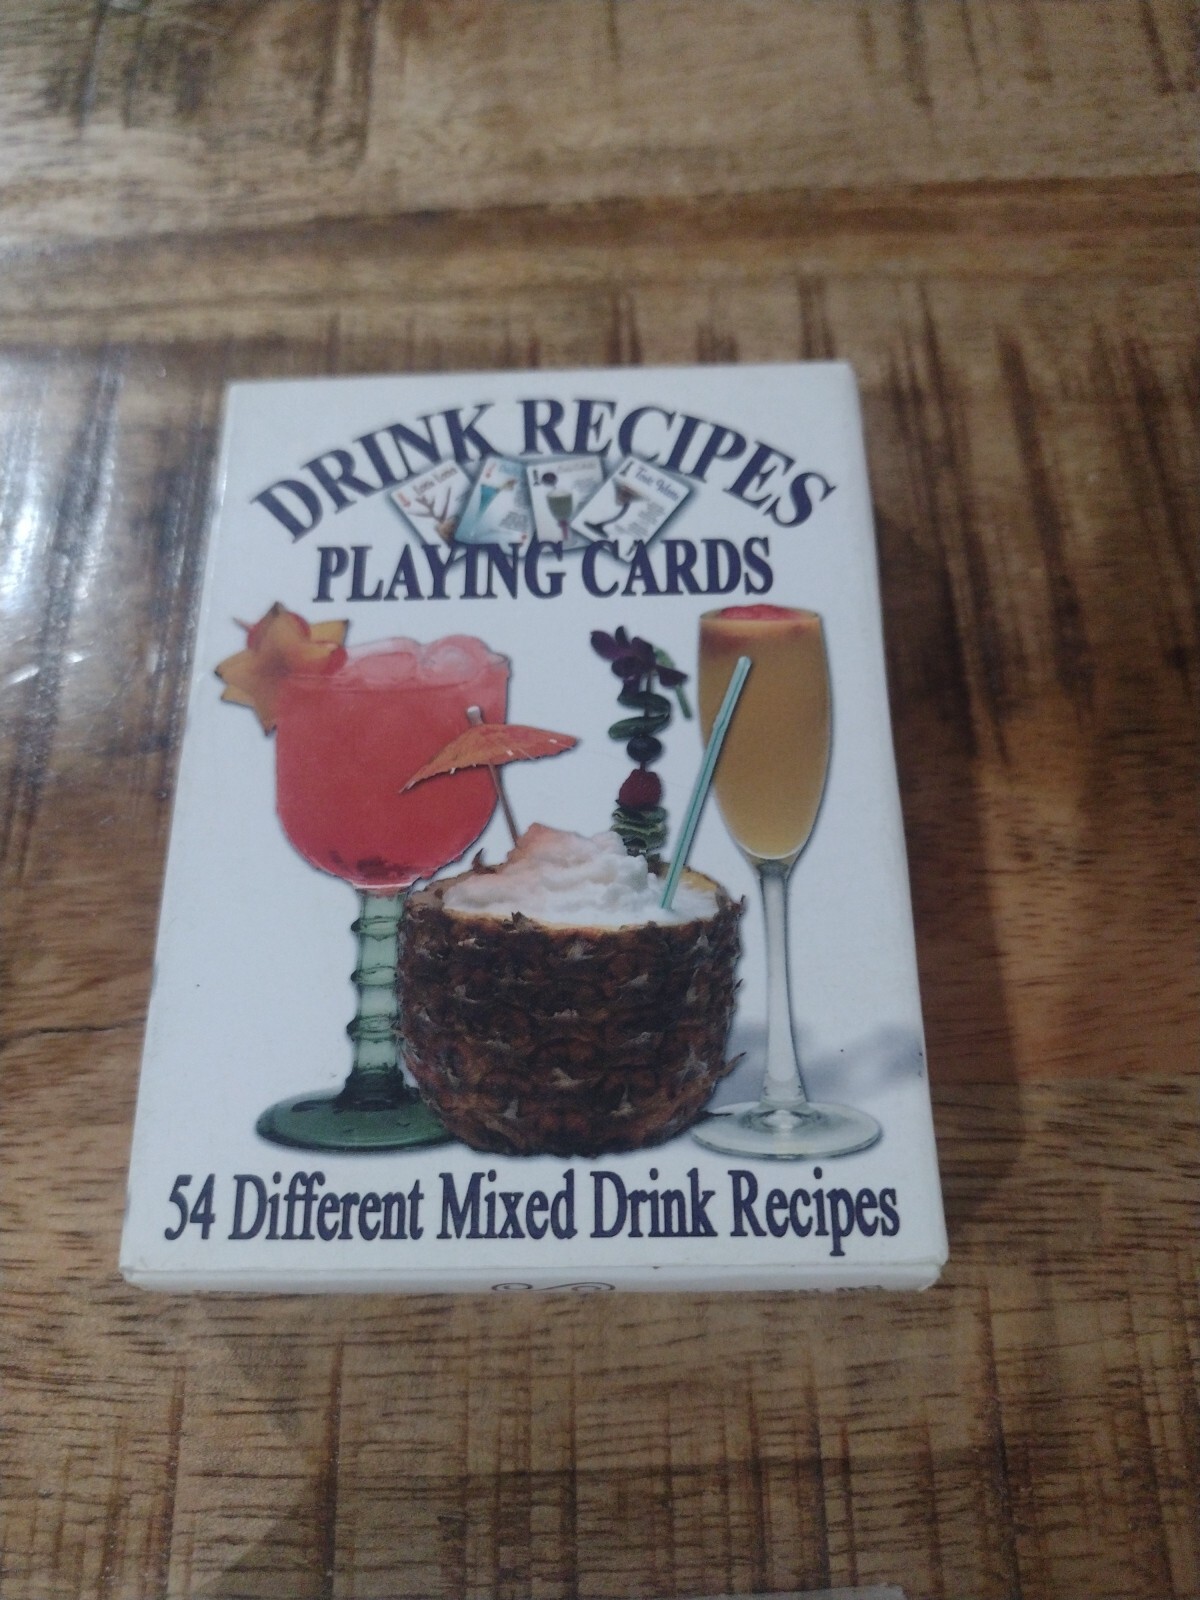 DRINK RECIPES
PLAYING CARDS
54 Different Mixed Drink Recipes